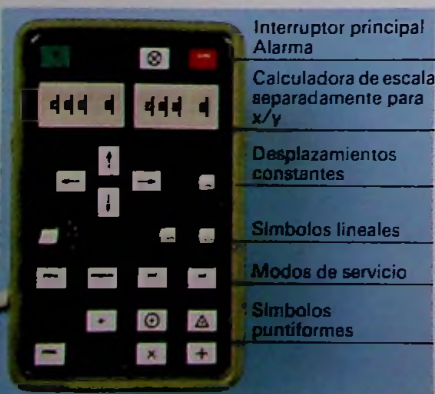 Interruptor principal
Alarma
Calculadora de escala
separadamente para
x/y
Desplazamientos
constantes
Símbolos lineales
Modos de servicio
Símbolos
puntiformes